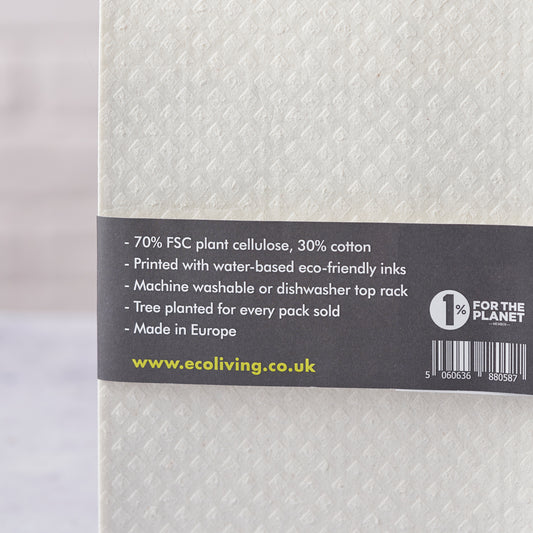 - 70% FSC plant cellulose, 30% cotton
- Printed with water-based eco-friendly inks
- Machine washable or dishwasher top rack
- Tree planted for every pack sold
- Made in Europe
www.ecoliving.co.uk
1%
FOR THE
PLANET
MEMBER
5 060636 880587